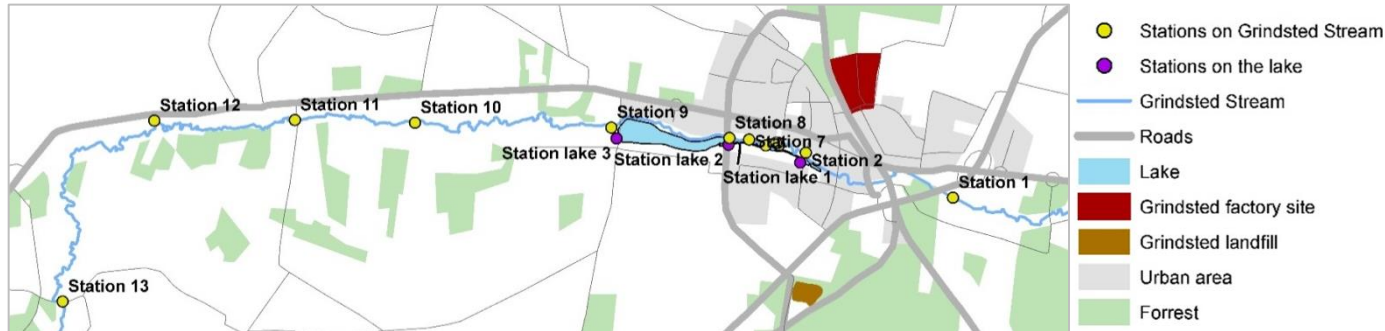 Station 12
Station 11
Station 10
Station 9
Station 8
Station 7
Station lake 3
Station lake 2
Station 2
Station lake 1
Station 1
Station 13
Stations on Grindsted Stream
Stations on the lake
Grindsted Stream
Roads
Lake
Grindsted factory site
Grindsted landfill
Urban area
Forrest